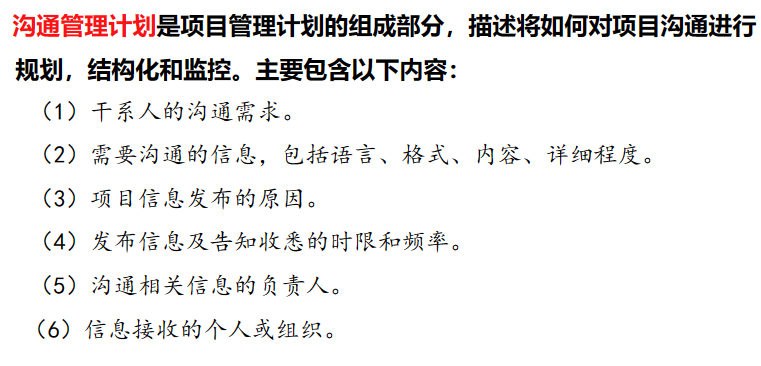 沟通管理计划是项目管理计划的组成部分，描述将如何对项目沟通进行
规划，结构化和监控。主要包含以下内容：
（1）干系人的沟通需求。
（2）需要沟通的信息，包括语言、格式、内容、详细程度。
（3）项目信息发布的原因。
（4）发布信息及告知收悉的时限和频率。
（5）沟通相关信息的负责人。
（6）信息接收的个人或组织。